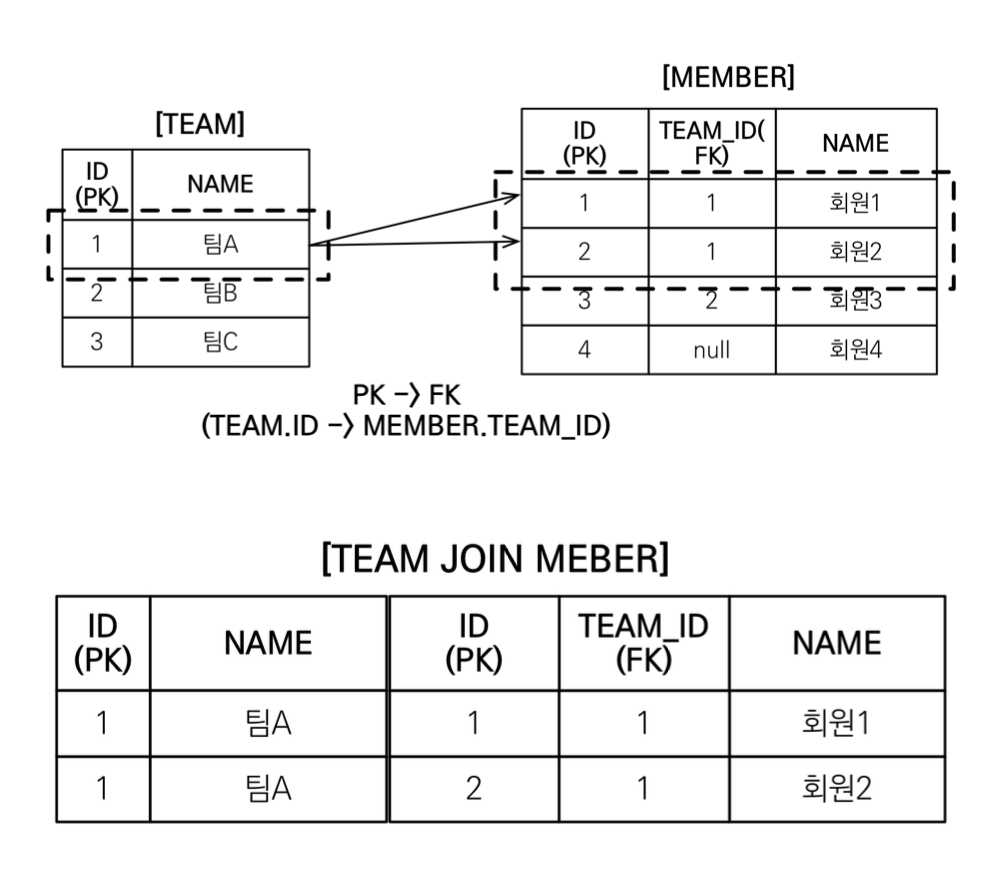 [TEAM]
ID
(PK)
NAME
1 팀A
2 팀B
3 팀C
[MEMBER]
ID
(PK)
TEAM_ID(
FK)
NAME
1 1 회원1
2 1 회원2
3 2 회원3
4 null 회원4
PK -> FK
(TEAM.ID -> MEMBER.TEAM_ID)
[TEAM JOIN MEBER]
ID
(PK)
NAME
ID
(PK)
TEAM_ID
(FK)
NAME
1 팀A 1 1 회원1
1 팀A 2 1 회원2